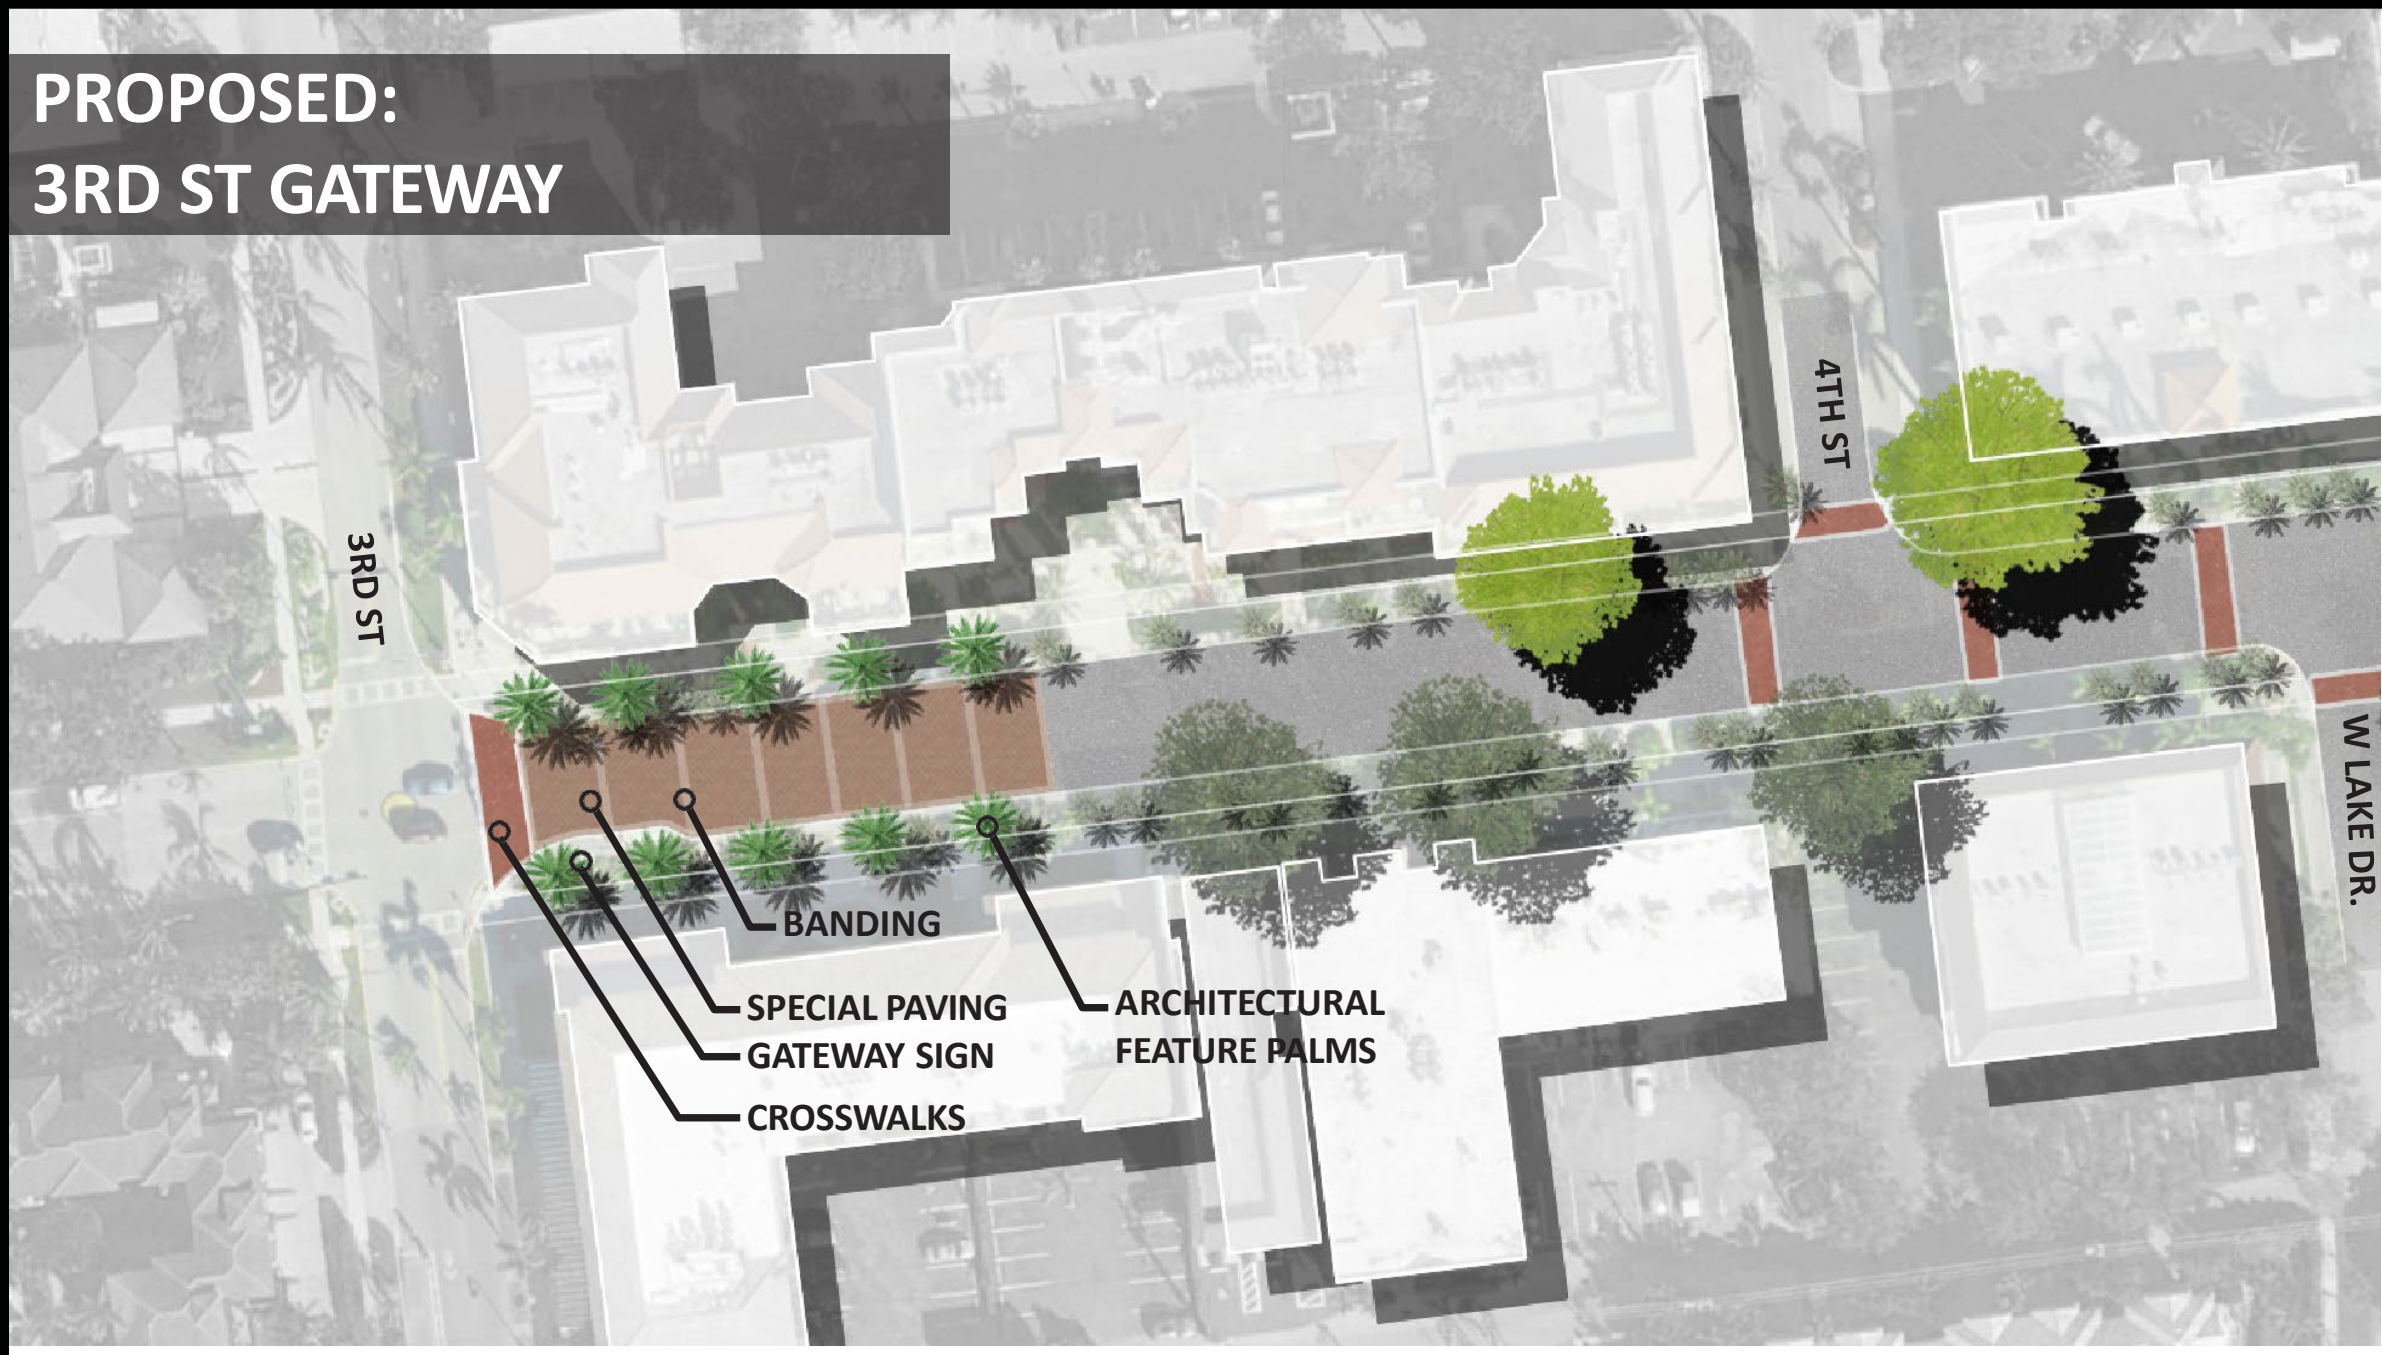 PROPOSED:
3RD ST GATEWAY
4TH ST
3RD ST
W LAKE DR.
BANDING
SPECIAL PAVING
GATEWAY SIGN
CROSSWALKS
ARCHITECTURAL
FEATURE PALMS